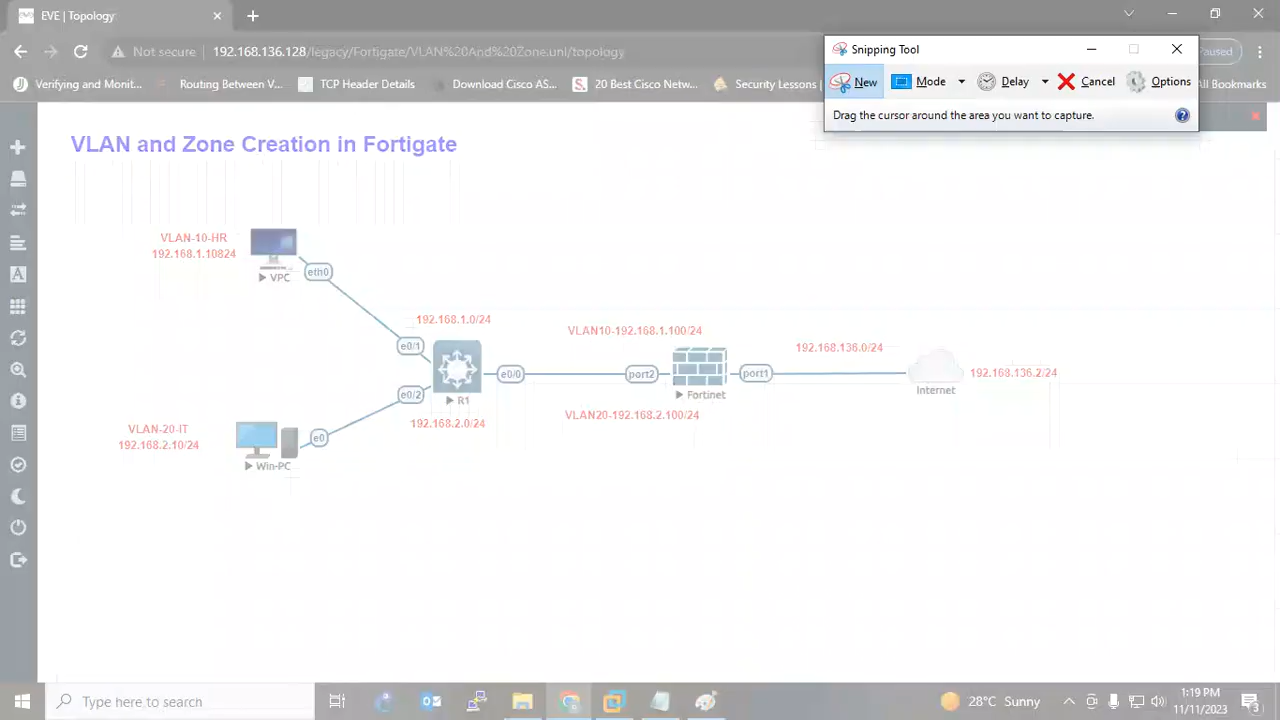 EVE | Topology
Not secure
192.168.136.128/legacy/Fortigate/VLAN%20And%20Zone.unl/topology
Paused
Verifying and Monit...
Routing Between V...
TCP Header Details
Download Cisco AS...
20 Best Cisco Netw...
Security Lessons
All Bookmarks
Snipping Tool
New
Mode
Delay
Cancel
Options
Drag the cursor around the area you want to capture.
VLAN and Zone Creation in Fortigate
VLAN-10-HR
192.168.1.10824
VPC
eth0
192.168.1.0/24
e0/1
R1
e0/0
e0/2
192.168.2.0/24
VLAN10-192.168.1.100/24
port2
Fortinet
port1
VLAN20-192.168.2.100/24
192.168.136.0/24
Internet
192.168.136.2/24
VLAN-20-IT
192.168.2.10/24
e0
Win-PC
Type here to search
28°C Sunny
1:19 PM
11/11/2023
3